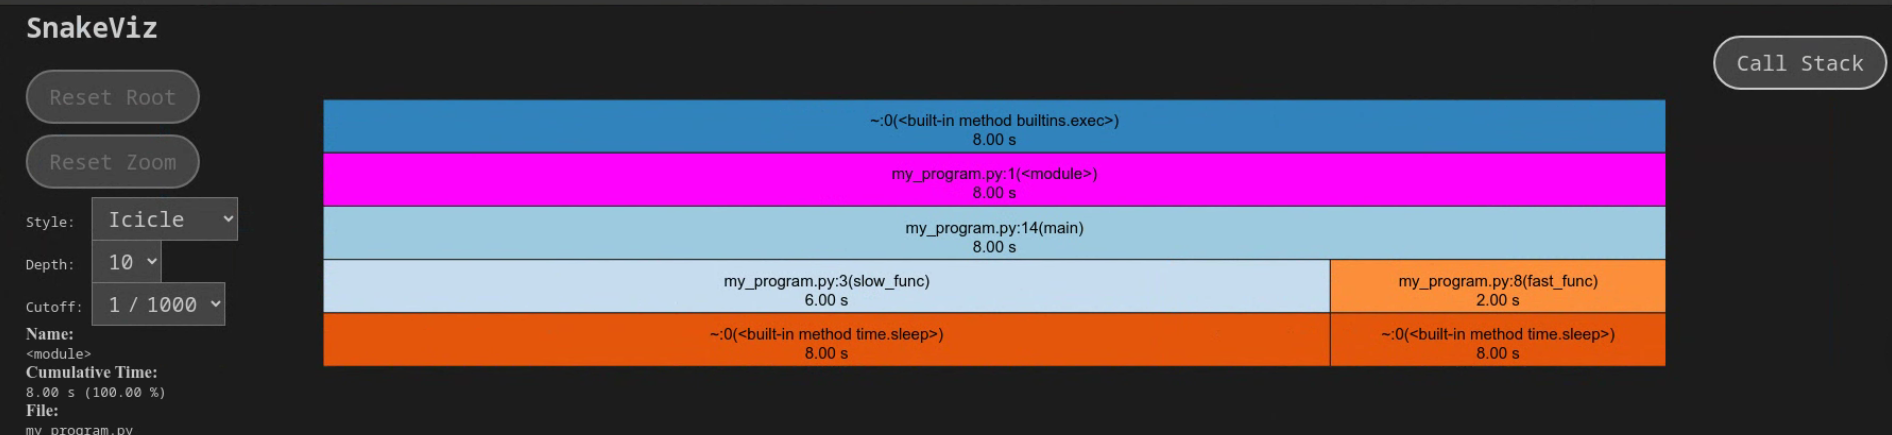 SnakeViz
Call Stack
Reset Root
Reset Zoom
Style: Icicle
Depth: 10
Cutoff: 1 / 1000
Name:
<module>
Cumulative Time:
8.00 s (100.00 %)
File:
my_program.py
~:0(<built-in method builtins.exec>)
8.00 s
my_program.py:1(<module>)
8.00 s
my_program.py:14(main)
8.00 s
my_program.py:3(slow_func)
6.00 s
my_program.py:8(fast_func)
2.00 s
~:0(<built-in method time.sleep>)
8.00 s
~:0(<built-in method time.sleep>)
8.00 s